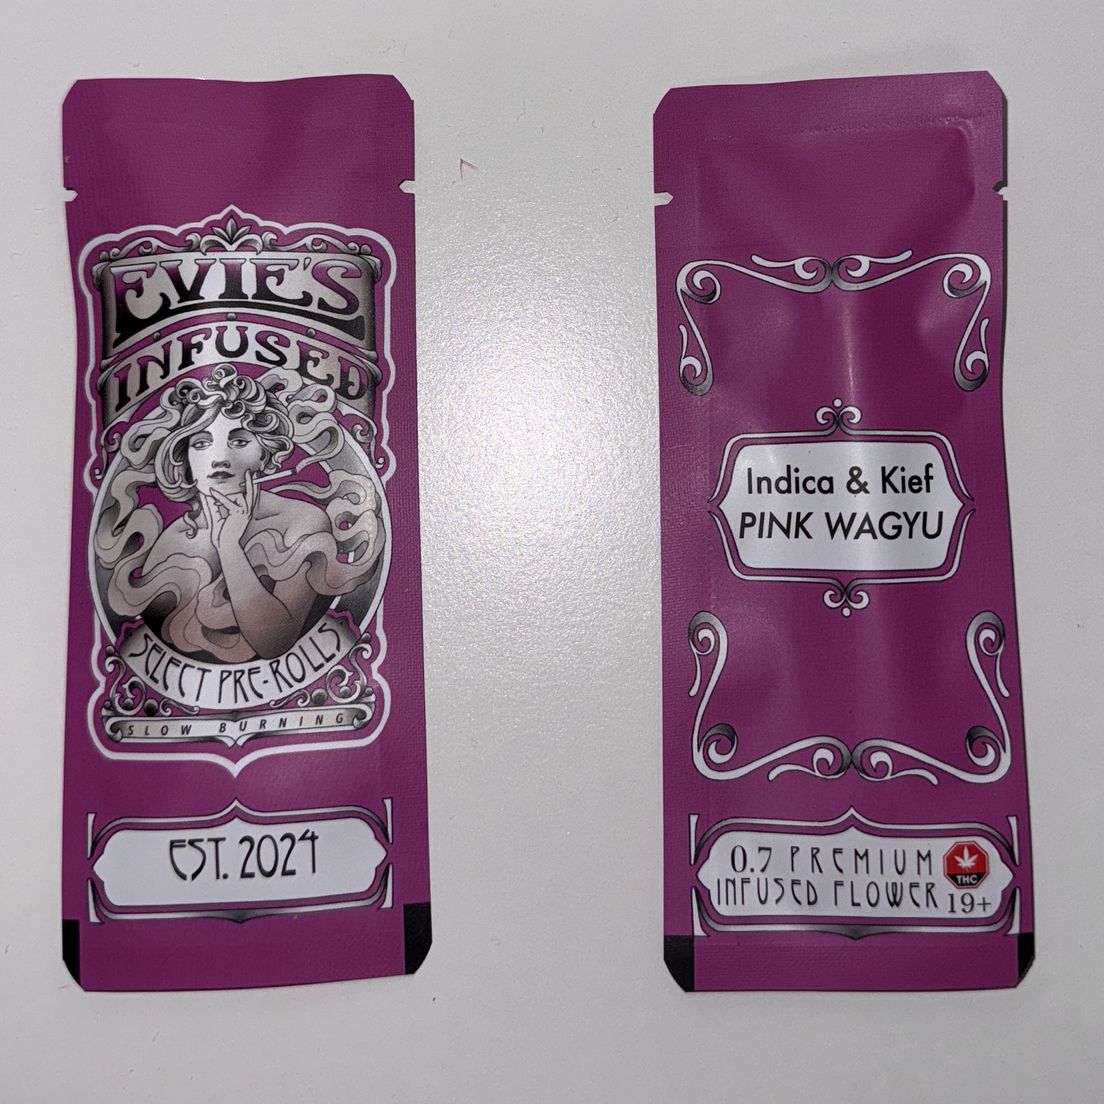 EVIE'S
INFUSED
SELECT PRE-ROLLS
SLOW BURNING
EST. 2024
Indica & Kief
PINK WAGYU
0.7 PREMIUM
INFUSED FLOWER
THC
19+